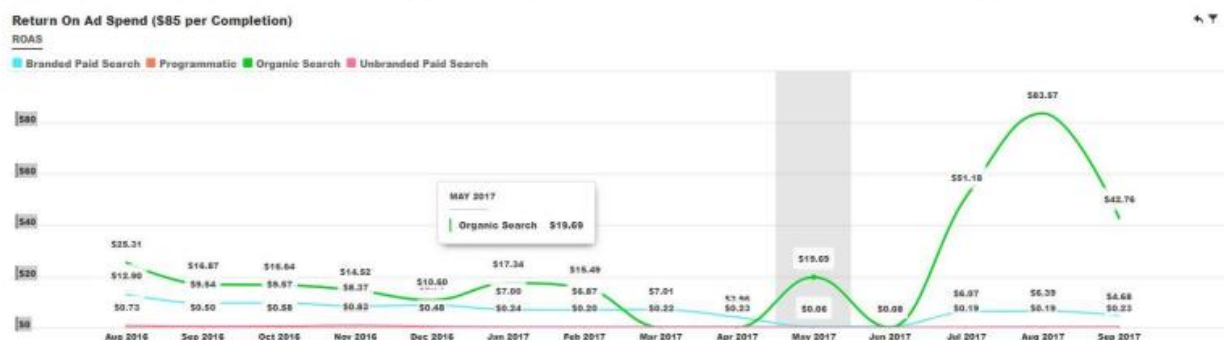 Return On Ad Spend ($85 per Completion)
ROAS
Branded Paid Search Programmatic Organic Search Unbranded Paid Search
$83.57
$80
$60
$51.18
$42.76
MAY 2017
Organic Search $19.69
$40
$25.31
$16.87 $16.64 $14.52 $10.60 $17.34 $15.49 $19.69
$20
$12.90 $9.54 $9.57 $8.37 $7.00 $6.87 $7.01 $6.07 $6.39 $4.68
$0.73 $0.50 $0.58 $0.48 $0.24 $0.20 $0.22 $0.23 $0.06 $0.08 $0.19 $0.19 $0.23
$0
Aug 2016 Sep 2016 Oct 2016 Nov 2016 Dec 2016 Jan 2017 Feb 2017 Mar 2017 Apr 2017 May 2017 Jun 2017 Jul 2017 Aug 2017 Sep 2017